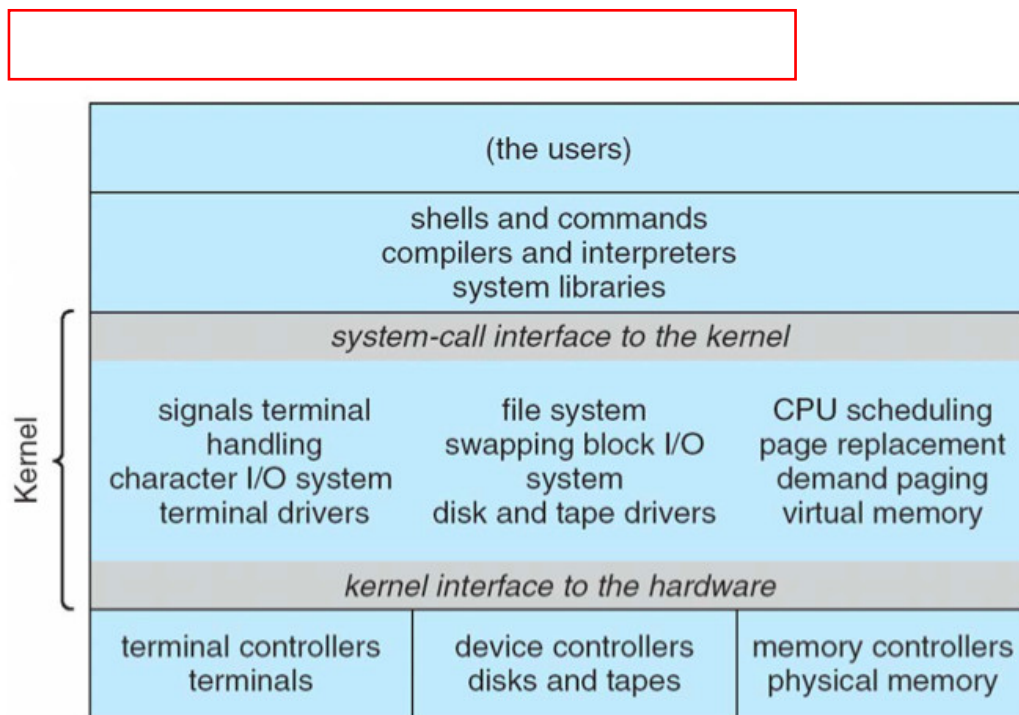 (the users)
shells and commands
compilers and interpreters
system libraries
system-call interface to the kernel
Kernel
signals terminal
handling
character I/O system
terminal drivers
file system
swapping block I/O
system
disk and tape drivers
CPU scheduling
page replacement
demand paging
virtual memory
kernel interface to the hardware
terminal controllers
terminals
device controllers
disks and tapes
memory controllers
physical memory